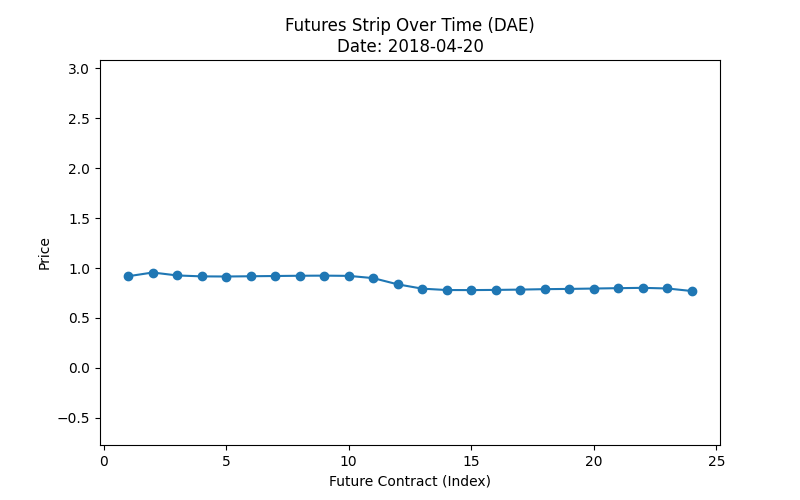 Futures Strip Over Time (DAE)
Date: 2018-04-20
3.0
2.5
2.0
1.5
1.0
0.5
0.0
−0.5
Price
0 5 10 15 20 25
Future Contract (Index)